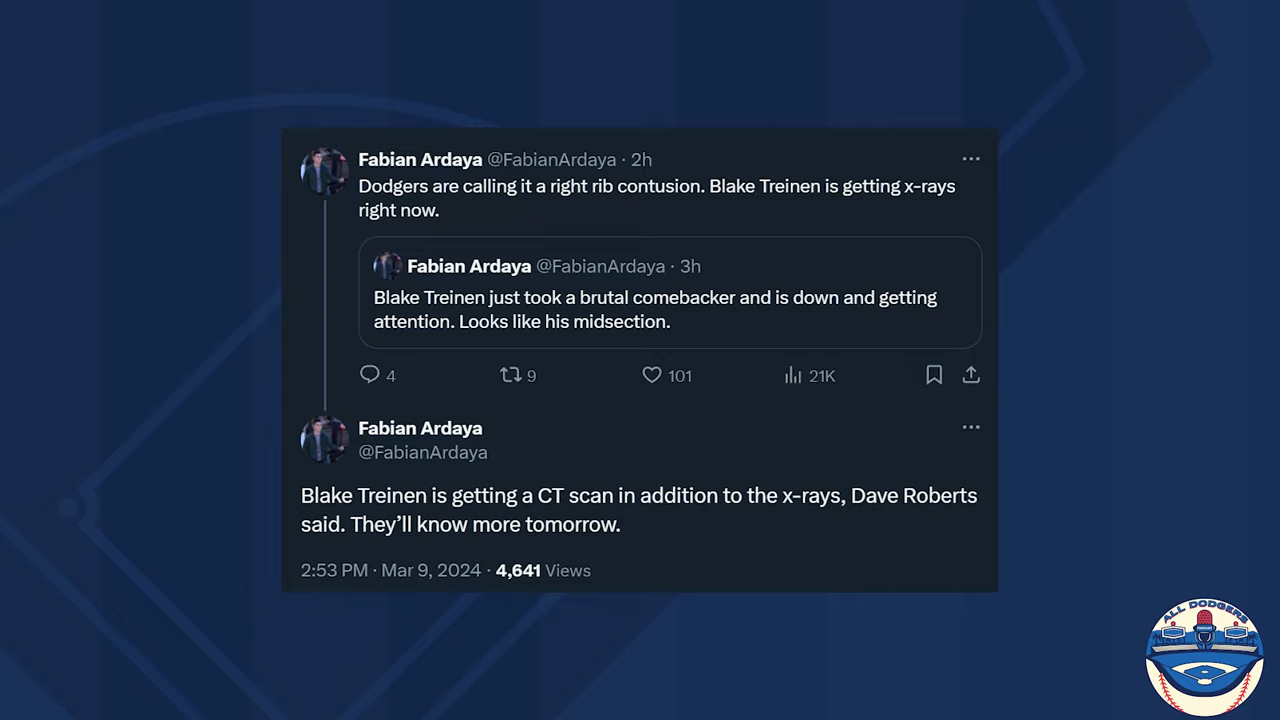 Fabian Ardaya @FabianArdaya · 2h
Dodgers are calling it a right rib contusion. Blake Treinen is getting x-rays
right now.
Fabian Ardaya @FabianArdaya · 3h
Blake Treinen just took a brutal comebacker and is down and getting
attention. Looks like his midsection.
4 9 101 21K
Fabian Ardaya
@FabianArdaya
Blake Treinen is getting a CT scan in addition to the x-rays, Dave Roberts
said. They’ll know more tomorrow.
2:53 PM · Mar 9, 2024 · 4,641 Views
ALL DODGERS
PODCAST